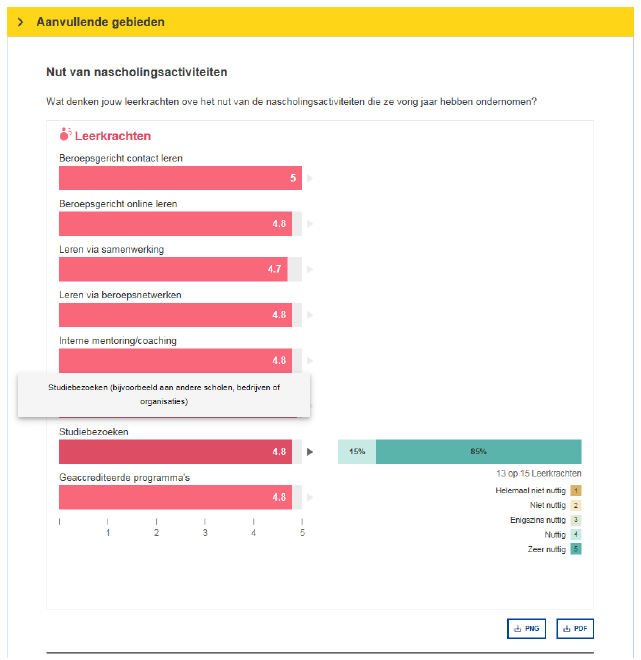 Aanvullende gebieden
Nut van nascholingsactiviteiten
Wat denken jouw leerkrachten ove het nut van de nascholingsactiviteiten die ze vorig jaar hebben ondernomen?
Leerkrachten
Beroepsgericht contact leren
5
Beroepsgericht online leren
4.8
Leren via samenwerking
4.7
Leren via beroepsnetwerken
4.8
Interne mentoring/coaching
4.8
Studiebezoeken (bijvoorbeeld aan andere scholen, bedrijven of
organisaties)
Studiebezoeken
4.8
15% 85%
13 op 15 Leerkrachten
Geaccrediteerde programma's
4.8
Helemaal niet nuttig 1
Niet nuttig 2
Enigszins nuttig 3
Nuttig 4
Zeer nuttig 5
1 2 3 4 5
PNG PDF